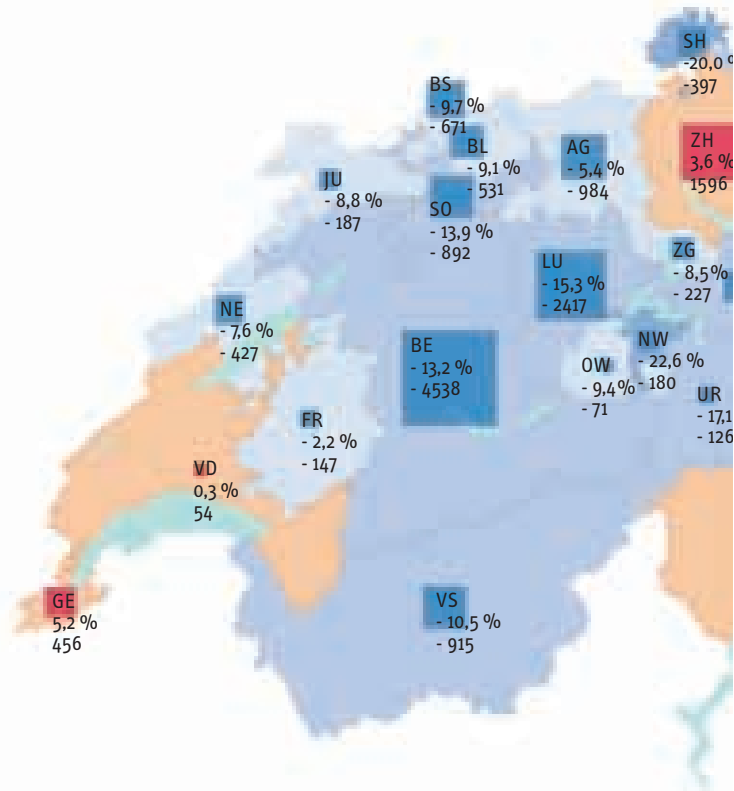 SH
-20,0 %
-397
BS
- 9,7 %
- 671
BL
- 9,1 %
- 531
AG
- 5,4 %
- 984
ZH
3,6 %
1596
JU
- 8,8 %
- 187
SO
- 13,9 %
- 892
ZG
- 8,5%
- 227
LU
- 15,3 %
- 2417
NE
- 7,6 %
- 427
BE
- 13,2 %
- 4538
OW
- 9,4%
- 71
NW
- 22,6 %
- 180
UR
- 17,1
- 126
FR
- 2,2 %
- 147
VD
0,3 %
54
GE
5,2 %
456
VS
- 10,5 %
- 915